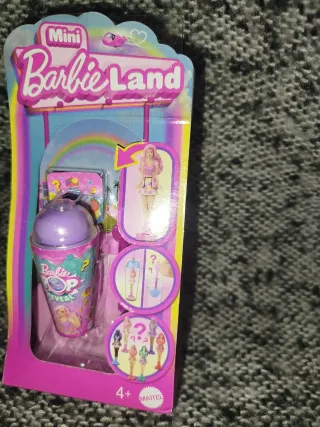 Mini
Barbie Land
?
?
Barbie
POP
REVEAL
?
?
4+
MATTEL